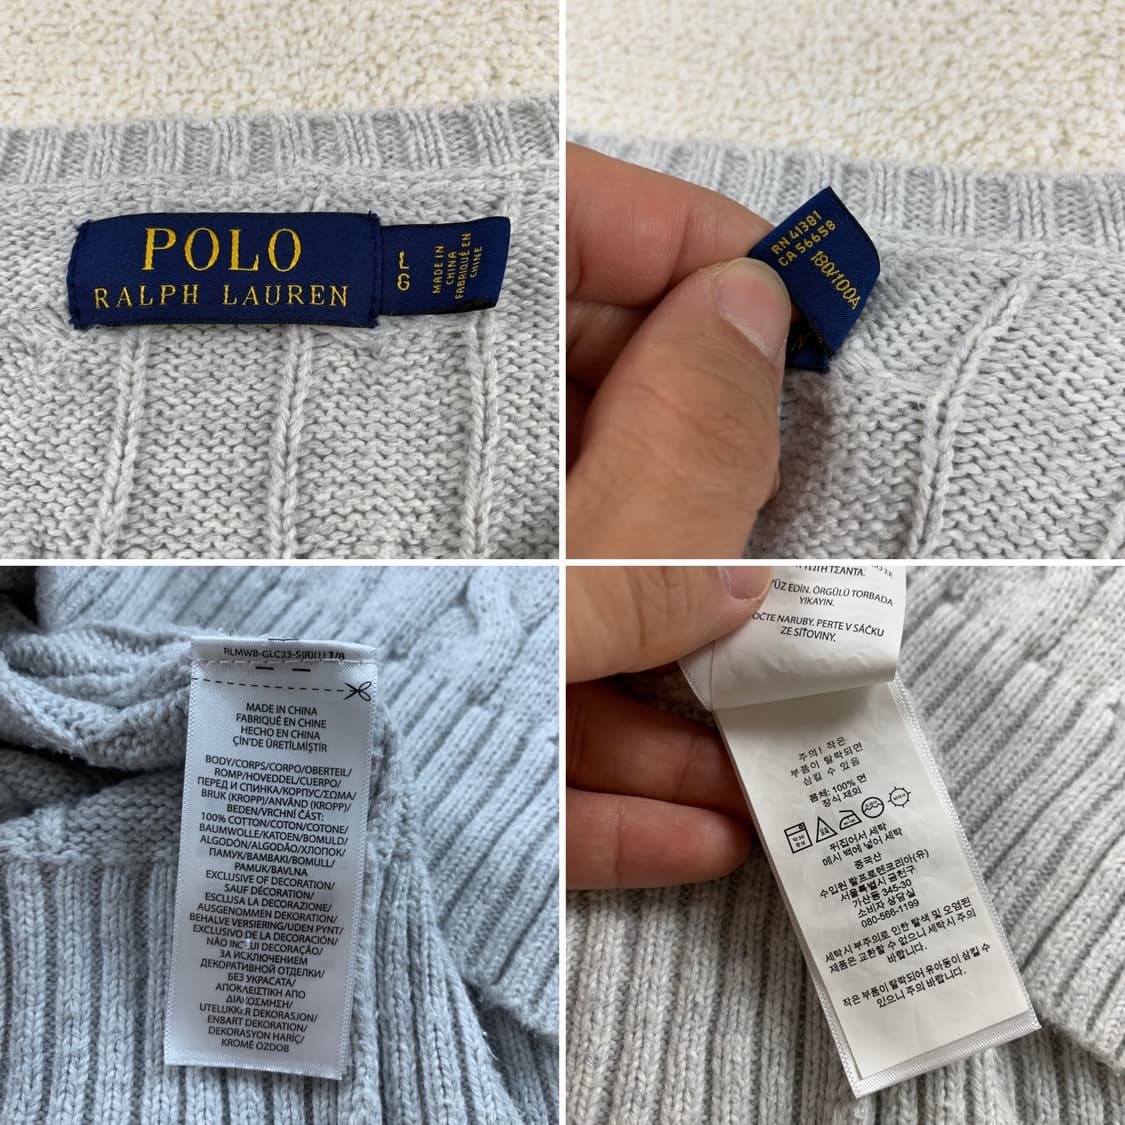 POLO
RALPH LAUREN
L
G
MADE IN
CHINA
FABRIQUÉ EN
CHINE
RN 41381
CA 56658
180/100A
RLMWB-GLC23-S(R)(1) 1/8
MADE IN CHINA
FABRIQUÉ EN CHINE
HECHO EN CHINA
ÇİN'DE ÜRETİLMİŞTİR
BODY/CORPS/CORPO/OBERTEIL/
ROMP/HOVEDDEL/CUERPO/
ПЕРЕД И СПИНКА/КОРПУС/ΣΩΜΑ/
BRUK (KROPP)/ANVÄND (KROPP)/
BEDEN/VRCHNÍ ČÁST:
100% COTTON/COTON/COTONE/
BAUMWOLLE/KATOEN/BOMULD/
ALGODÓN/ALGODÃO/ХЛОПОК/
ΠΑΜΥΚ/BAMBAKI/BOMULL/
PAMUK/BAVLNA
EXCLUSIVE OF DECORATION/
SAUF DÉCORATION/
ESCLUSA LA DECORAZIONE/
AUSGENOMMEN DEKORATION/
BEHALVE VERSIERING/UDEN PYNT/
EXCLUSIVO DE LA DECORACIÓN/
NÃO INCLUI DECORAÇÃO/
ЗА ИСКЛЮЧЕНИЕМ
ДЕКОРАТИВНОЙ ОТДЕЛКИ/
БЕЗ УКРАСАТА/
ΑΠΟΚΛΕΙΣΤΙΚΗ ΑΠΟ
ΔΙΑΚΟΣΜΗΣΗ/
UTELUKKER DEKORASJON/
ENBART DEKORATION/
DEKORASYON HARİÇ/
KROMĚ OZDOB
ΤΣΑΝΤΑ.
YÜZ EDİN. ÖRGÜLÜ TORBADA
YIKAYIN.
OČTE NARUBY. PERTE V SÁČKU
ZE SÍŤOVINY.
주의! 작은
부품이 탈락되면
삼킬 수 있음
몸체: 100% 면
장식 제외
뒤집어서 세탁
메시 백에 넣어 세탁
중국산
수입원 랄프로렌코리아(유)
서울특별시 금천구
가산동 345-30
소비자 상담실
080-566-1199
세탁시 부주의로 인한 탈색 및 오염된
제품은 교환할 수 없으니 세탁시 주의
바랍니다.
작은 부품이 탈락되어 유아동이 삼킬 수
있으니 주의 바랍니다.